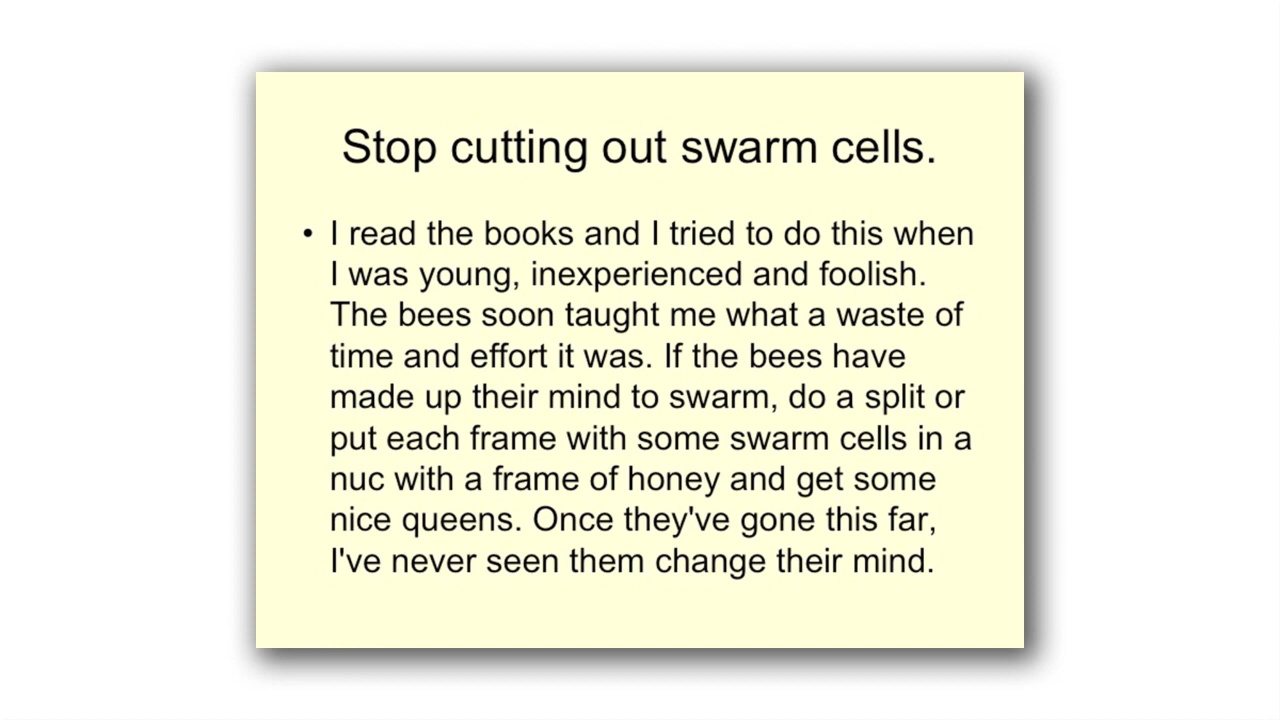 Stop cutting out swarm cells.
• I read the books and I tried to do this when
I was young, inexperienced and foolish.
The bees soon taught me what a waste of
time and effort it was. If the bees have
made up their mind to swarm, do a split or
put each frame with some swarm cells in a
nuc with a frame of honey and get some
nice queens. Once they've gone this far,
I've never seen them change their mind.